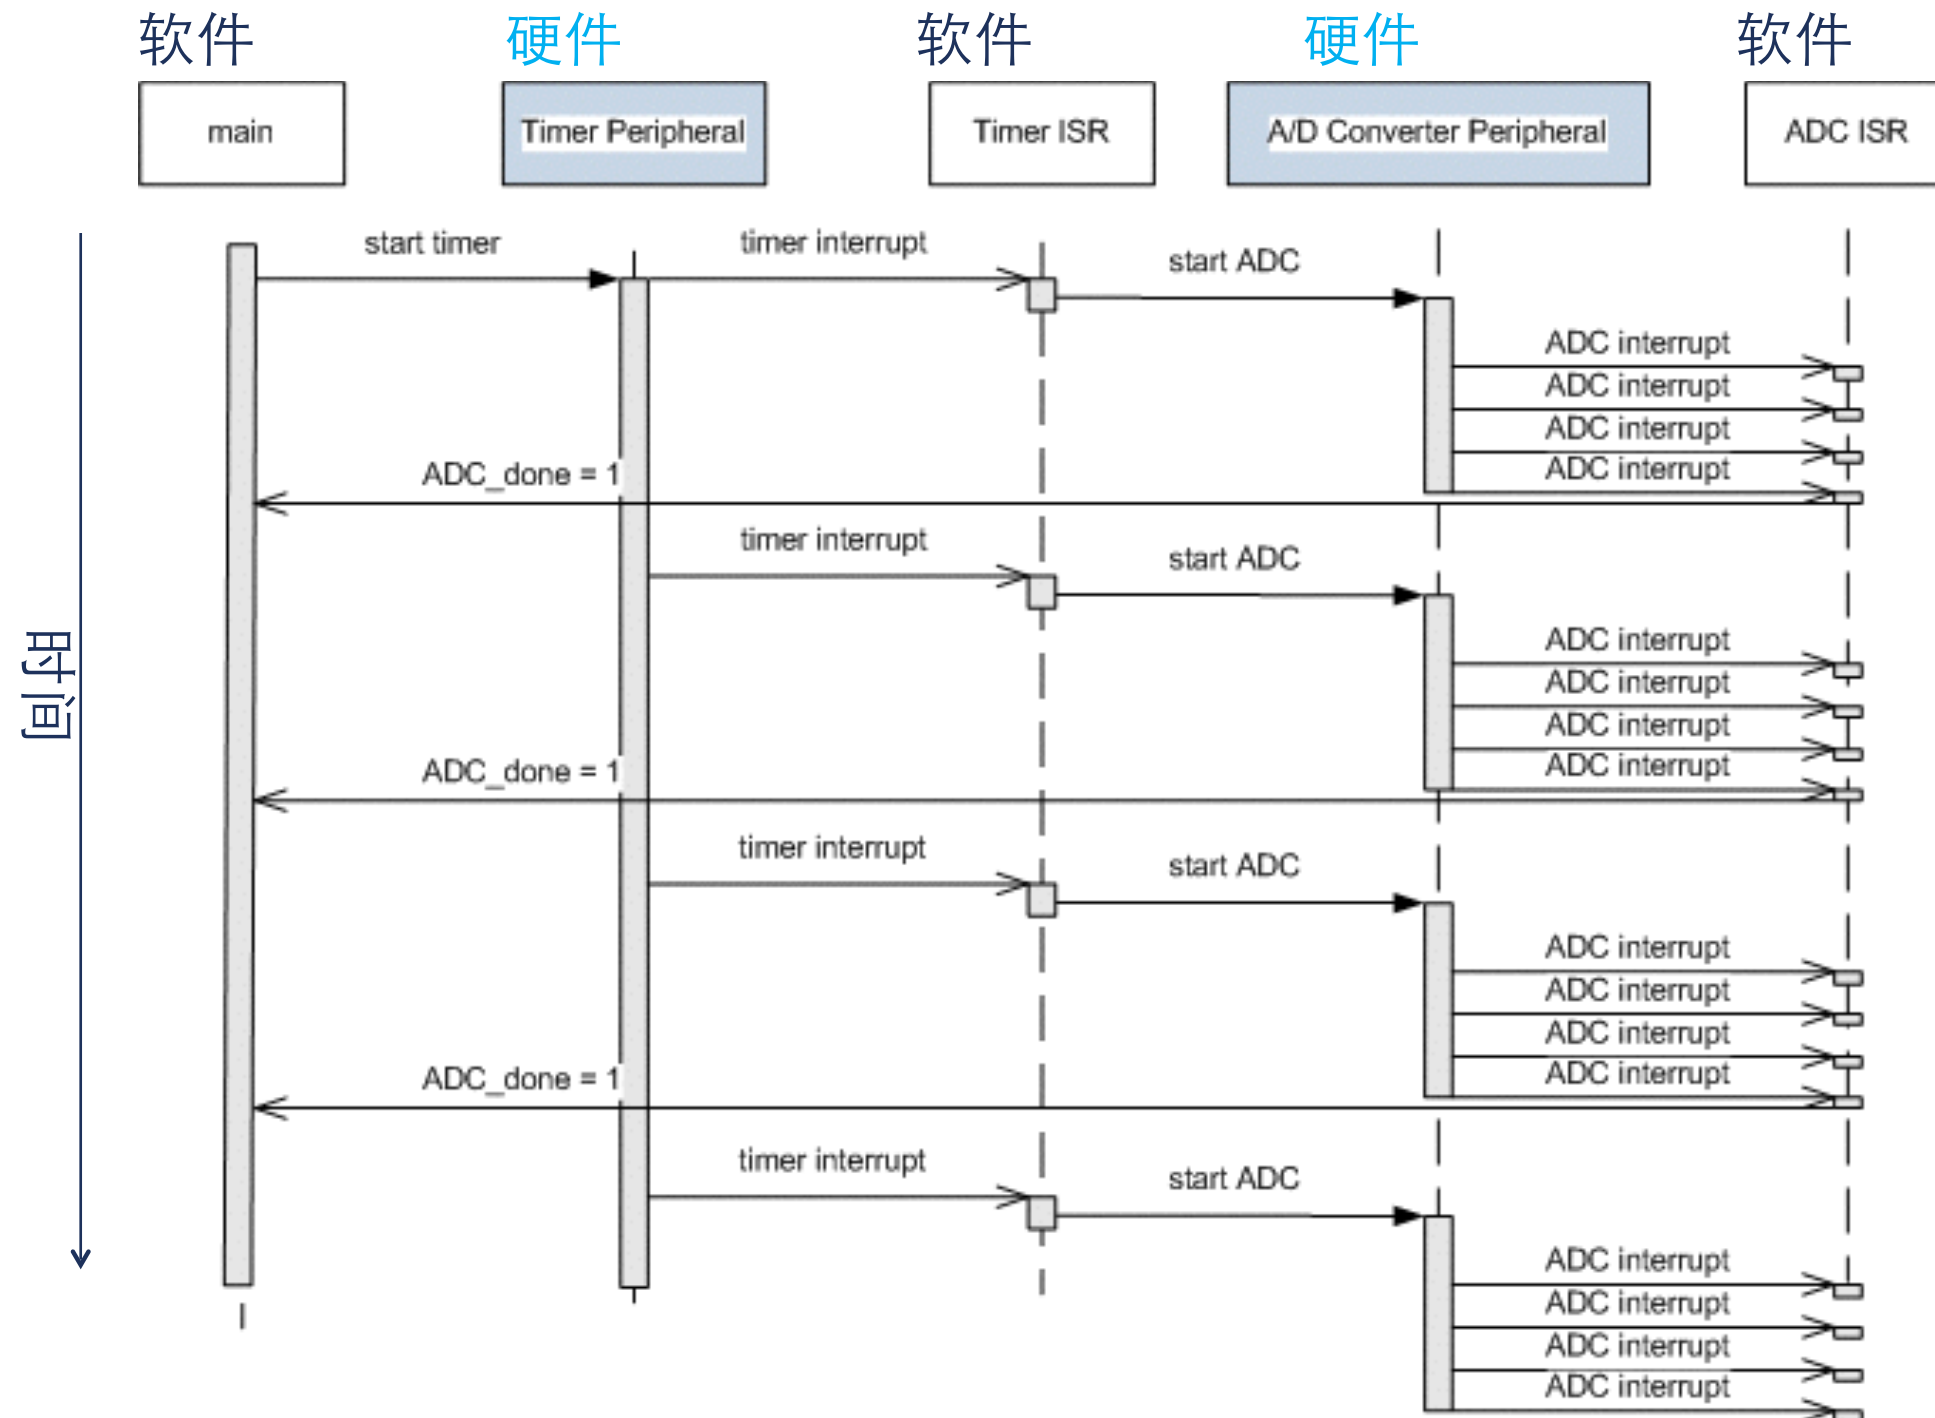 软件
硬件
软件
硬件
软件
main
Timer Peripheral
Timer ISR
A/D Converter Peripheral
ADC ISR
start timer
timer interrupt
start ADC
ADC interrupt
ADC interrupt
ADC interrupt
ADC interrupt
ADC_done = 1
timer interrupt
start ADC
时间
ADC interrupt
ADC interrupt
ADC interrupt
ADC interrupt
ADC_done = 1
timer interrupt
start ADC
ADC interrupt
ADC interrupt
ADC interrupt
ADC interrupt
ADC_done = 1
timer interrupt
start ADC
ADC interrupt
ADC interrupt
ADC interrupt
ADC interrupt